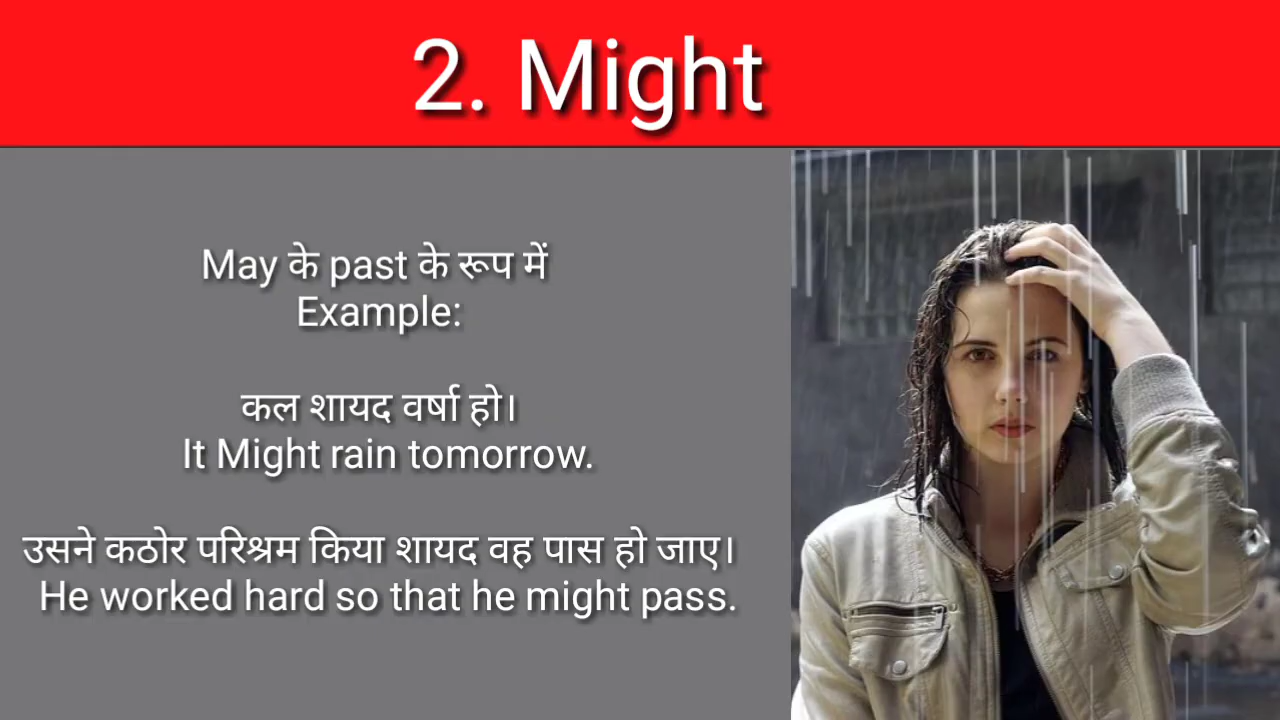 2. Might
May के past के रूप में
Example:
कल शायद वर्षा हो।
It Might rain tomorrow.
उसने कठोर परिश्रम किया शायद वह पास हो जाए।
He worked hard so that he might pass.